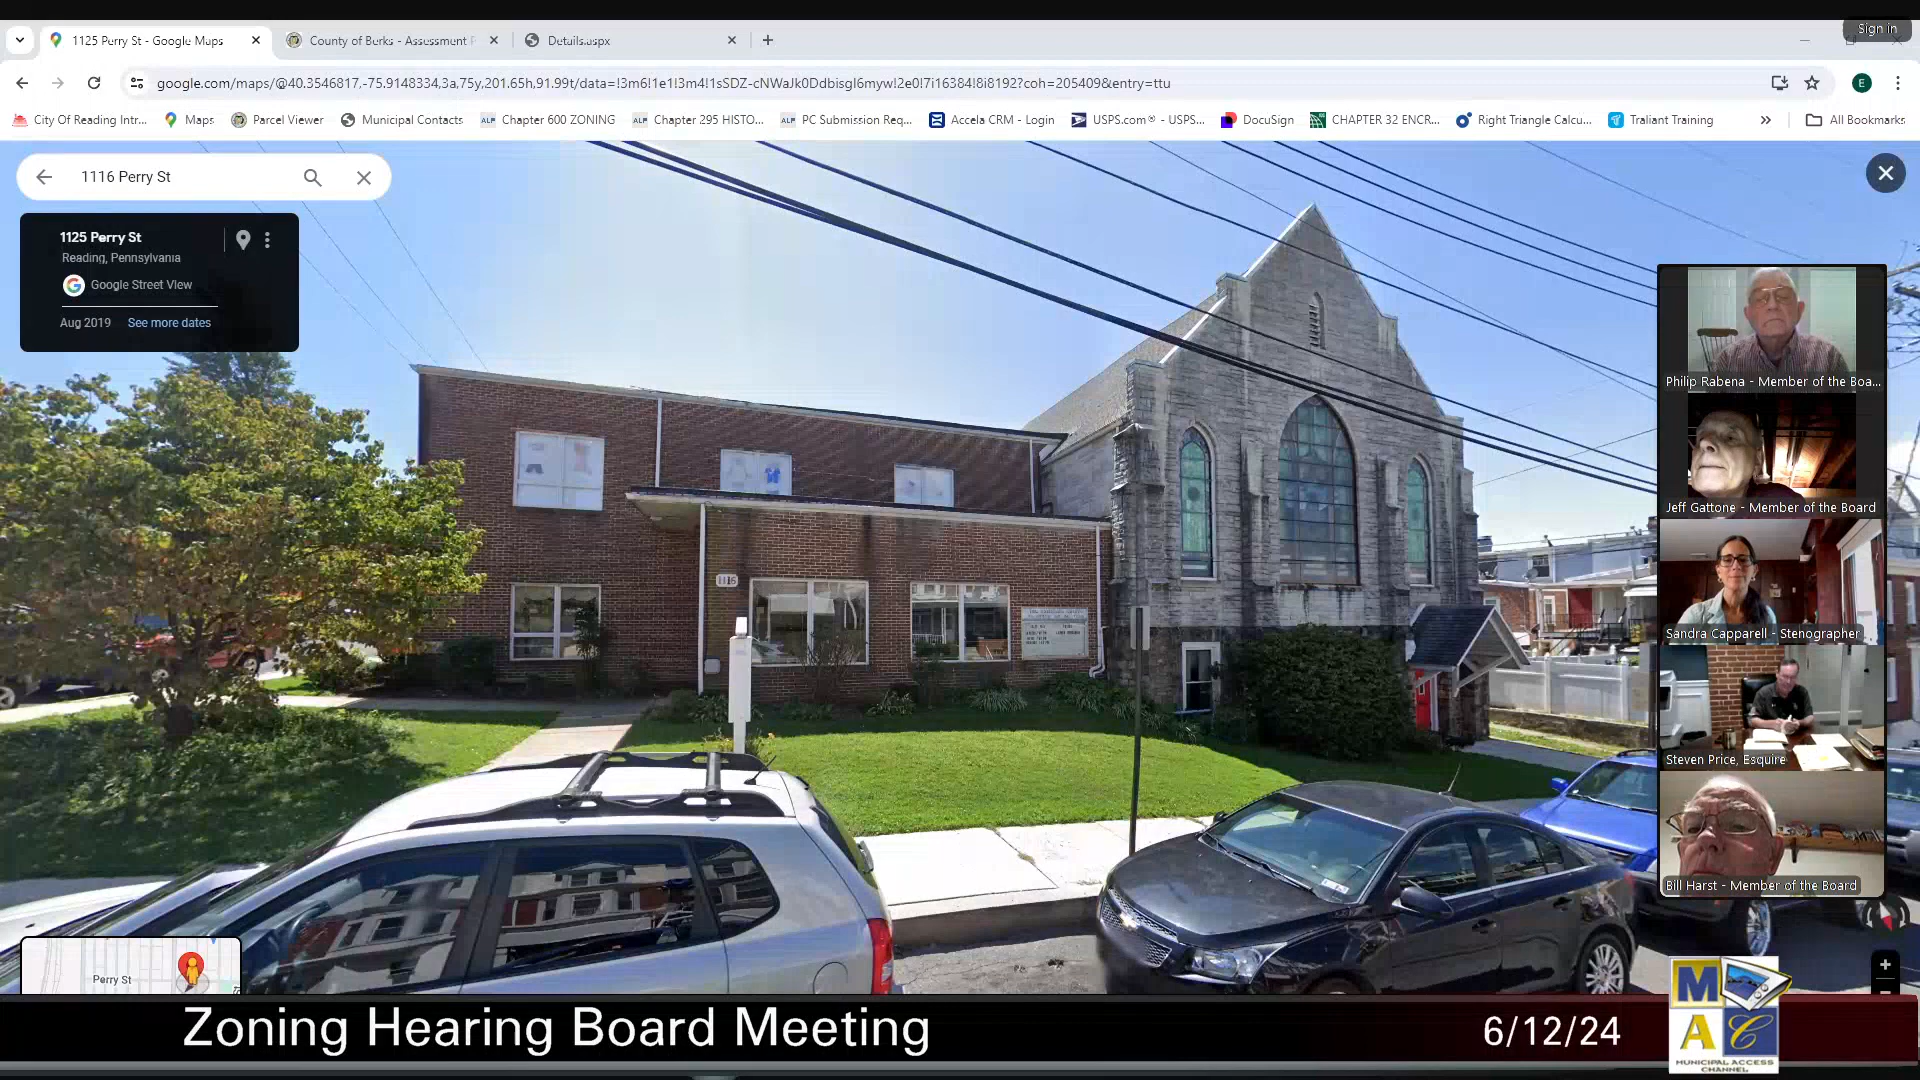 Sign in
1125 Perry St - Google Maps
County of Berks - Assessment P
Details.aspx
google.com/maps/@40.3546817,-75.9148334,3a,75y,201.65h,91.99t/data=!3m6!1e1!3m4!1sSDZ-cNWaJk0Ddbisgl6myw!2e0!7i16384!8i8192?coh=205409&entry=ttu
E
City Of Reading Intr...
Maps
Parcel Viewer
Municipal Contacts
ALP Chapter 600 ZONING
ALP Chapter 295 HISTO...
ALP PC Submission Req...
Accela CRM - Login
USPS.com® - USPS...
DocuSign
CHAPTER 32 ENCR...
Right Triangle Calcu...
Traliant Training
All Bookmarks
1116 Perry St
1125 Perry St
Reading, Pennsylvania
Google Street View
Aug 2019 See more dates
1116
Philip Rabena - Member of the Boa...
Jeff Gattone - Member of the Board
Sandra Capparell - Stenographer
Steven Price, Esquire
Bill Harst - Member of the Board
Perry St
Zoning Hearing Board Meeting
6/12/24
MAC
MUNICIPAL ACCESS
CHANNEL